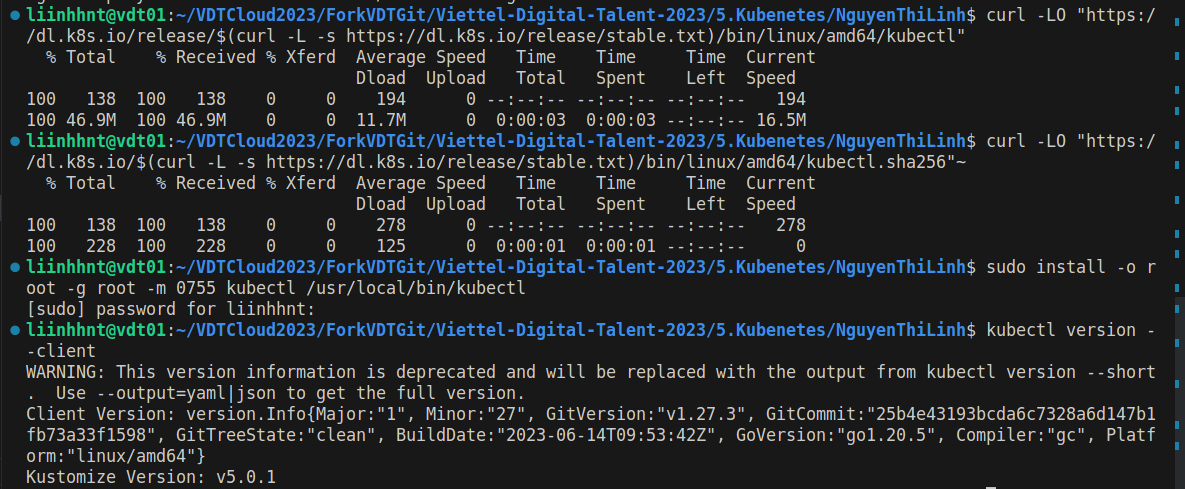 liinhhnt@vdt01:~/VDTCloud2023/ForkVDTGit/Viettel-Digital-Talent-2023/5.Kubenetes/NguyenThiLinh$ curl -LO "https:/
/dl.k8s.io/release/$(curl -L -s https://dl.k8s.io/release/stable.txt)/bin/linux/amd64/kubectl"
  % Total    % Received % Xferd  Average Speed   Time    Time     Time  Current
                                 Dload  Upload   Total   Spent    Left  Speed
100   138  100   138    0     0    194      0 --:--:-- --:--:-- --:--:--   194
100 46.9M  100 46.9M    0     0  11.7M      0  0:00:03  0:00:03 --:--:-- 16.5M
liinhhnt@vdt01:~/VDTCloud2023/ForkVDTGit/Viettel-Digital-Talent-2023/5.Kubenetes/NguyenThiLinh$ curl -LO "https:/
/dl.k8s.io/$(curl -L -s https://dl.k8s.io/release/stable.txt)/bin/linux/amd64/kubectl.sha256"~
  % Total    % Received % Xferd  Average Speed   Time    Time     Time  Current
                                 Dload  Upload   Total   Spent    Left  Speed
100   138  100   138    0     0    278      0 --:--:-- --:--:-- --:--:--   278
100   228  100   228    0     0    125      0  0:00:01  0:00:01 --:--:--     0
liinhhnt@vdt01:~/VDTCloud2023/ForkVDTGit/Viettel-Digital-Talent-2023/5.Kubenetes/NguyenThiLinh$ sudo install -o r
oot -g root -m 0755 kubectl /usr/local/bin/kubectl
[sudo] password for liinhhnt:
liinhhnt@vdt01:~/VDTCloud2023/ForkVDTGit/Viettel-Digital-Talent-2023/5.Kubenetes/NguyenThiLinh$ kubectl version -
-client
WARNING: This version information is deprecated and will be replaced with the output from kubectl version --short
.  Use --output=yaml|json to get the full version.
Client Version: version.Info{Major:"1", Minor:"27", GitVersion:"v1.27.3", GitCommit:"25b4e43193bcda6c7328a6d147b1
fb73a33f1598", GitTreeState:"clean", BuildDate:"2023-06-14T09:53:42Z", GoVersion:"go1.20.5", Compiler:"gc", Platf
orm:"linux/amd64"}
Kustomize Version: v5.0.1